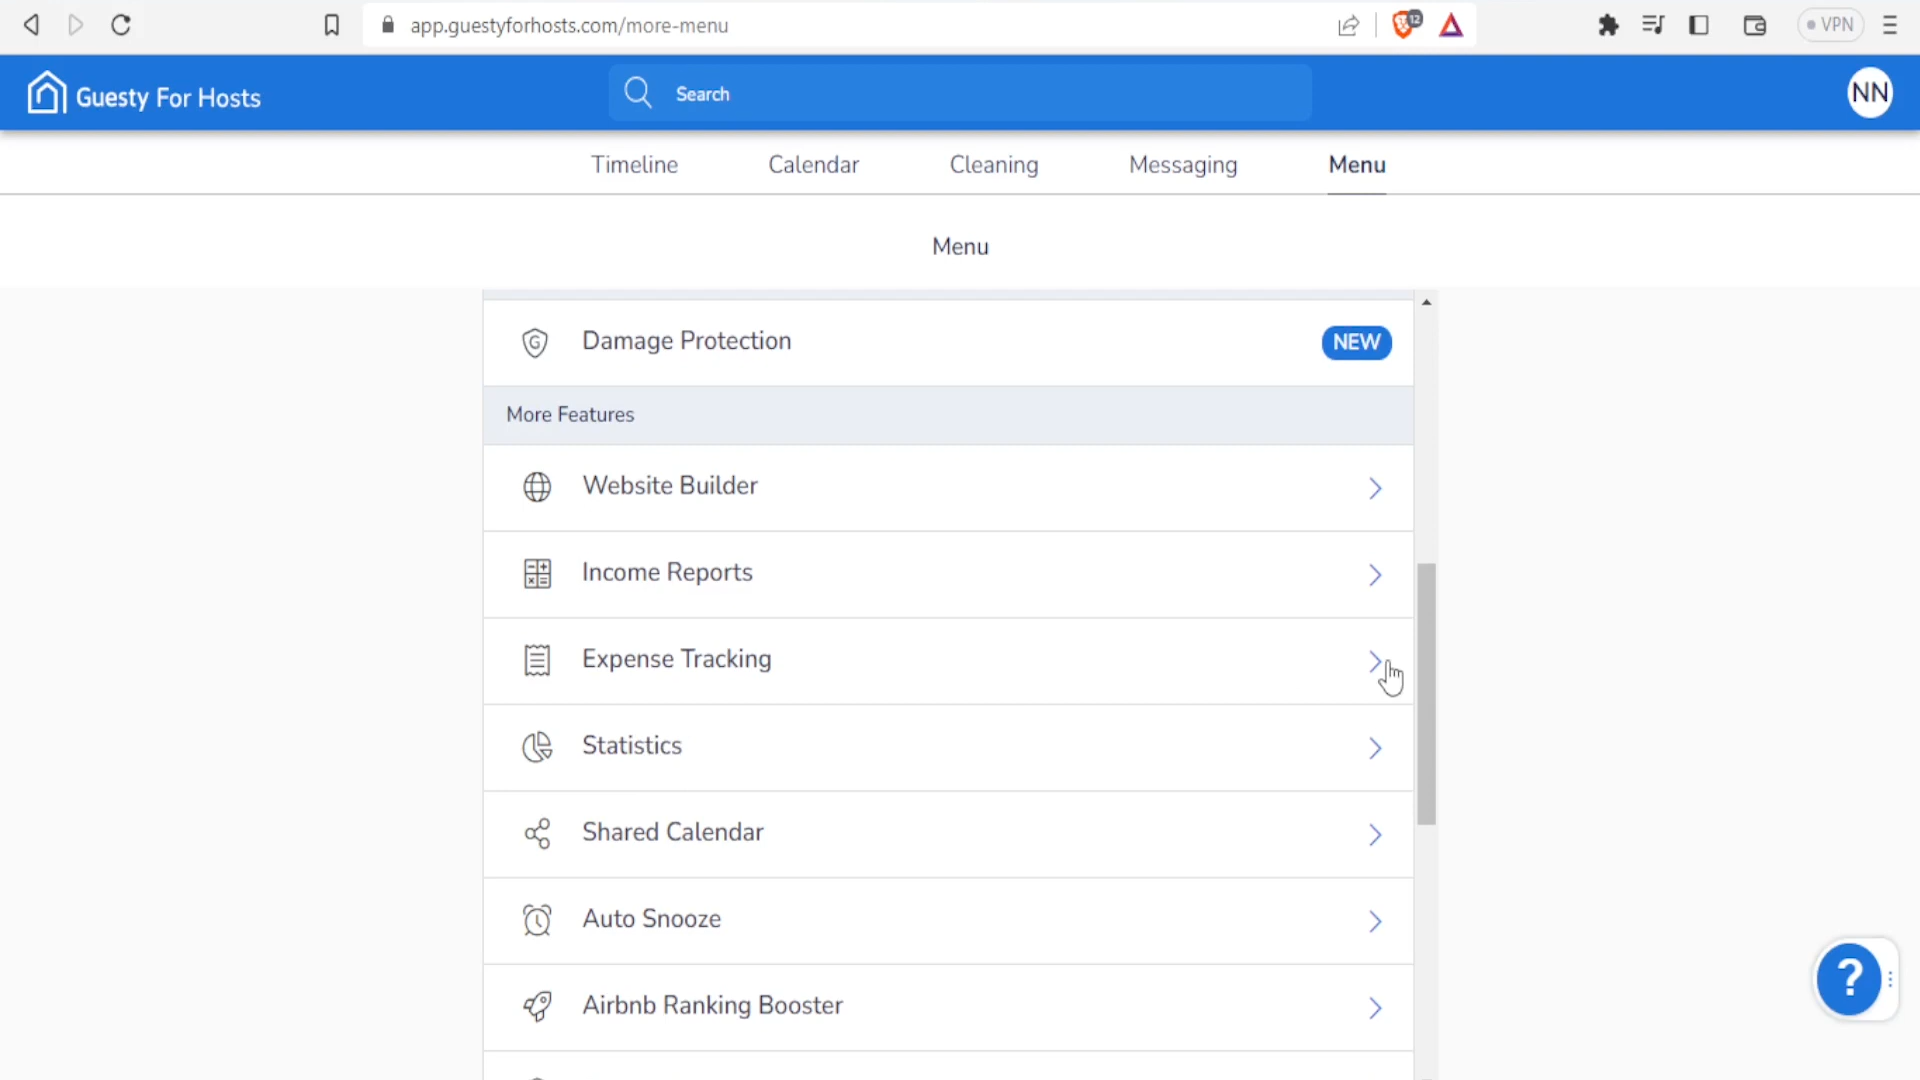 app.guestyforhosts.com/more-menu
12
VPN
Guesty For Hosts
Search
NN
Timeline
Calendar
Cleaning
Messaging
Menu
Menu
Damage Protection
NEW
More Features
Website Builder
Income Reports
Expense Tracking
Statistics
Shared Calendar
Auto Snooze
Airbnb Ranking Booster
?